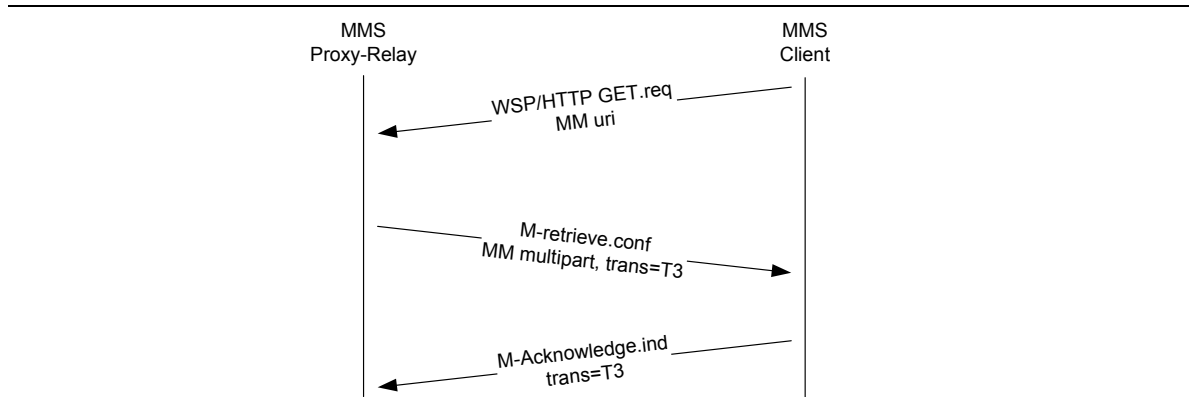 MMS
Proxy-Relay
MMS
Client
WSP/HTTP GET.req
MM uri
M-retrieve.conf
MM multipart, trans=T3
M-Acknowledge.ind
trans=T3